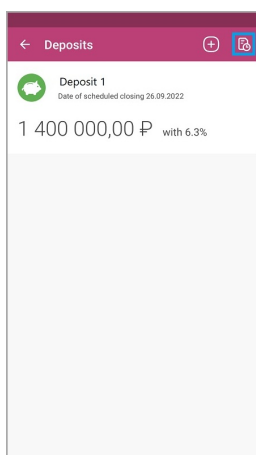 Deposits
Deposit 1
Date of scheduled closing 26.09.2022
1 400 000,00 ₽ with 6.3%